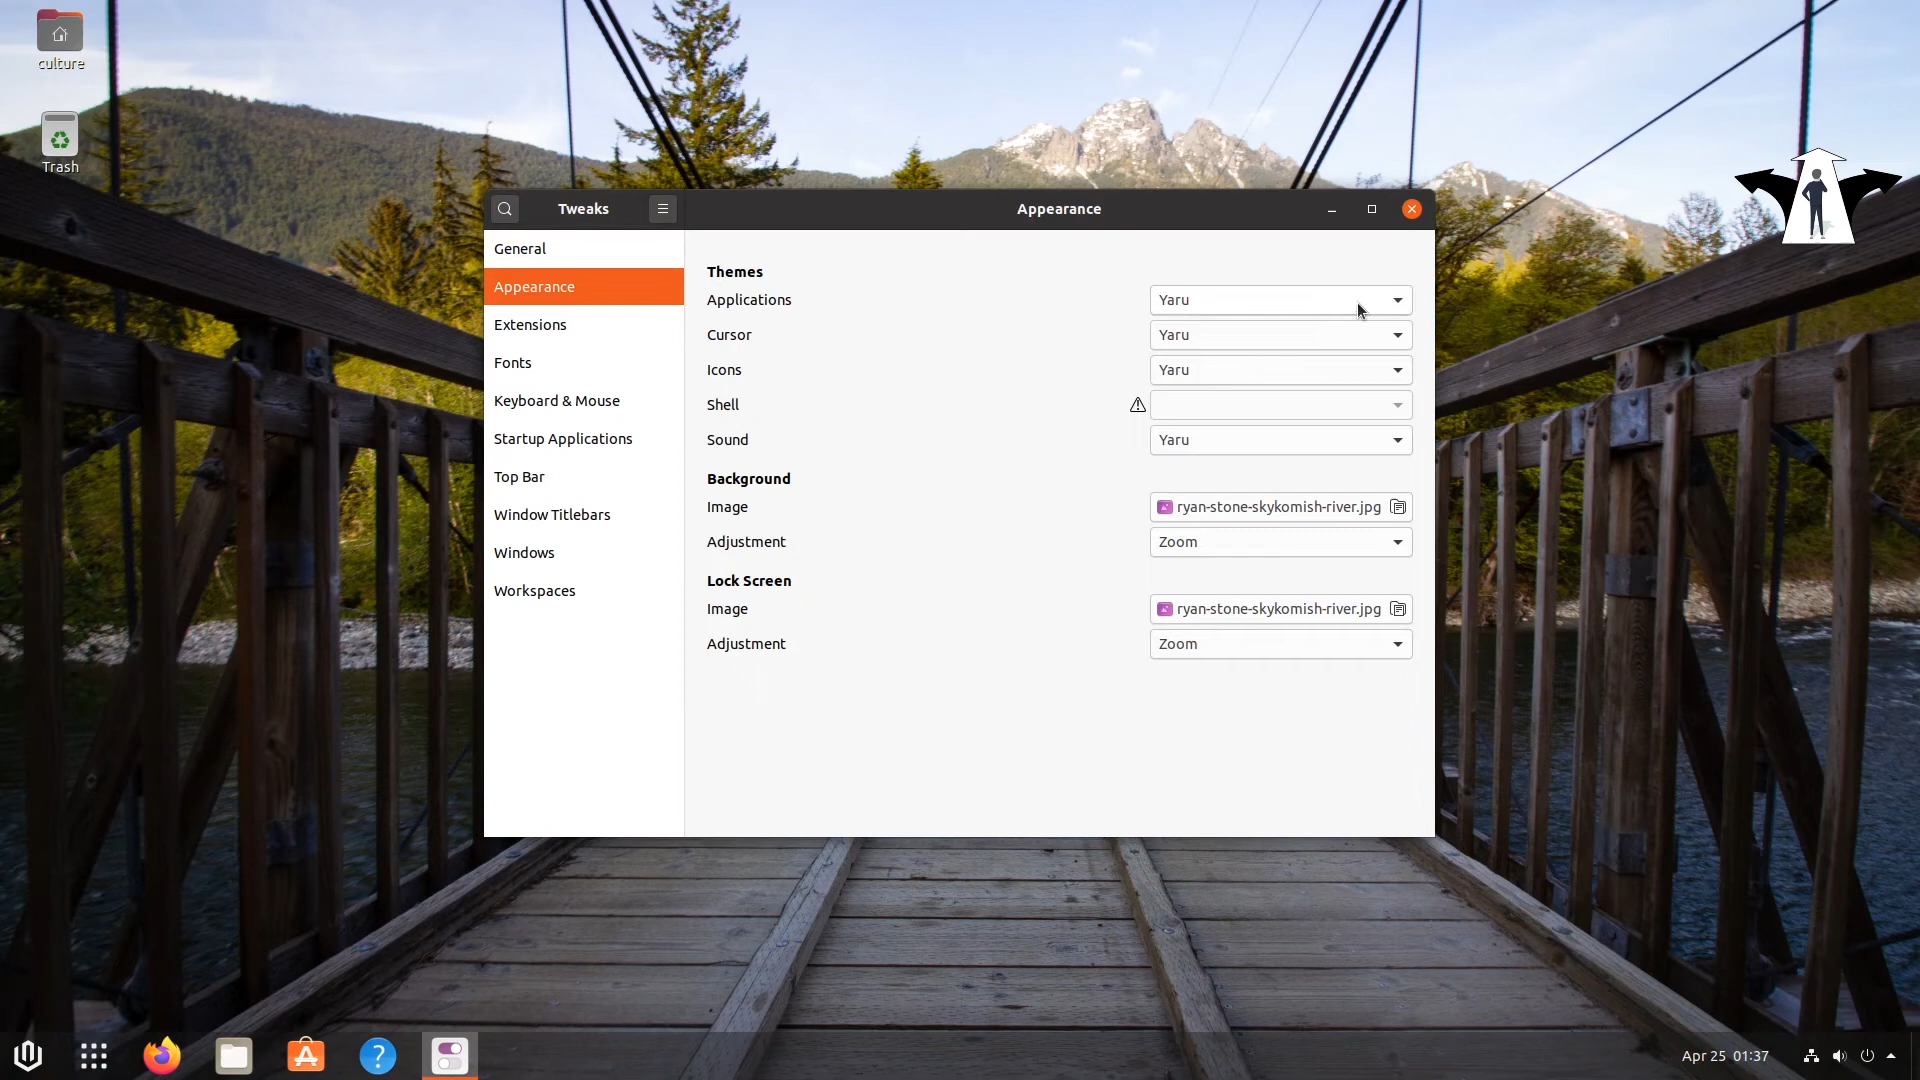 culture
Trash
Tweaks
Appearance
General
Appearance
Extensions
Fonts
Keyboard & Mouse
Startup Applications
Top Bar
Window Titlebars
Windows
Workspaces
Themes
Applications Yaru
Cursor Yaru
Icons Yaru
Shell
Sound Yaru
Background
Image ryan-stone-skykomish-river.jpg
Adjustment Zoom
Lock Screen
Image ryan-stone-skykomish-river.jpg
Adjustment Zoom
Apr 25 01:37